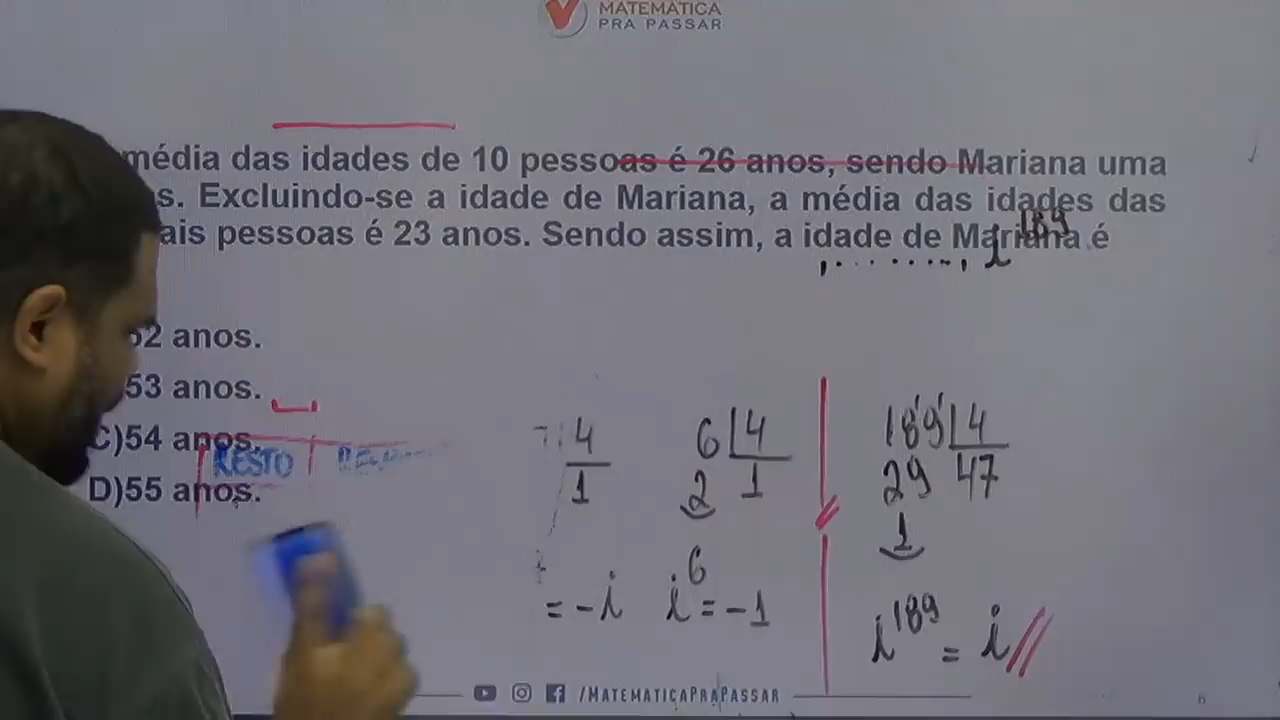 MATEMÁTICA
PRA PASSAR
média das idades de 10 pessoas é 26 anos, sendo Mariana uma
s. Excluindo-se a idade de Mariana, a média das idades das
ais pessoas é 23 anos. Sendo assim, a idade de Mariana é
, ........, i^189
52 anos.
53 anos.
C)54 anos.
D)55 anos.
RESTO
4
1
6 4
2 1
189 4
29 47
1
= -i
i^6 = -1
i^189 = i
/MATEMATICAPRAPASSAR
6